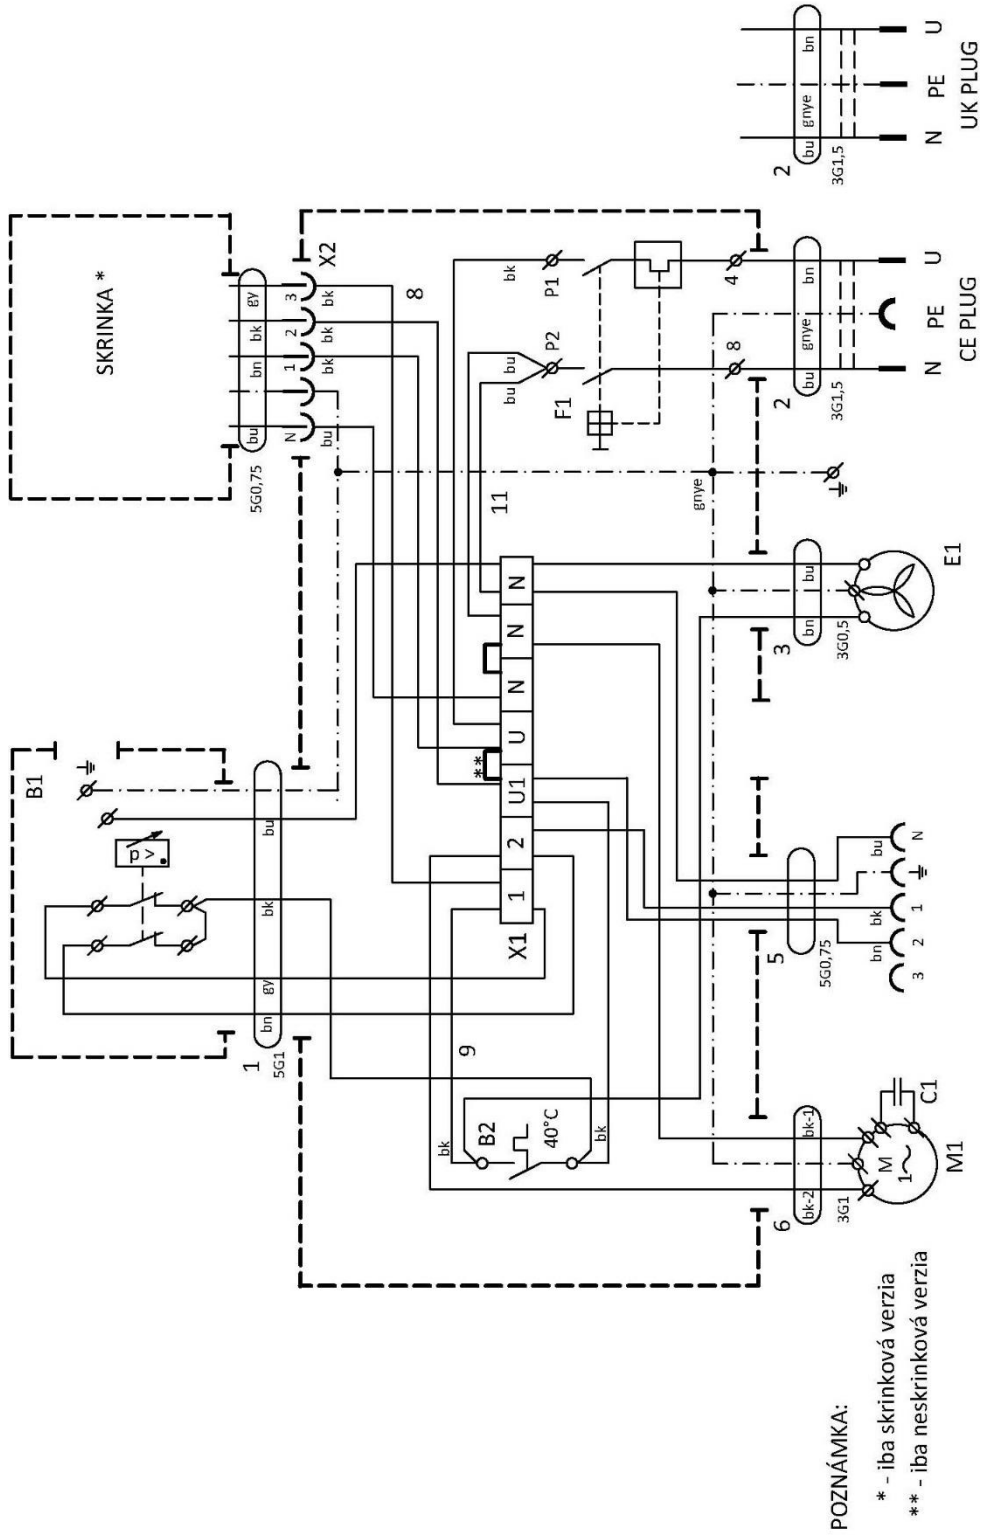 SKRINKA *
B1
p >
bn
gy
bk
bu
1
5G1
bu
bn
bk
gy
5G0,75
N
1
2
3
X2
bu
bk
bk
bk
8
9
11
bk
B2
40°C
bk
X1
1
2
U1
U
N
N
N
**
bu
bu
P2
bk
P1
F1
8
4
gnye
6
bk-2
bk-1
3G1
M
1~
M1
C1
5
5G0,75
bn
bk
bu
3
2
1
N
3
bn
bu
3G0,5
E1
2
bu
gnye
bn
3G1,5
N
PE
U
CE PLUG
2
bu
gnye
bn
3G1,5
N
PE
U
UK PLUG
POZNÁMKA:
* - iba skrinková verzia
** - iba neskrinková verzia